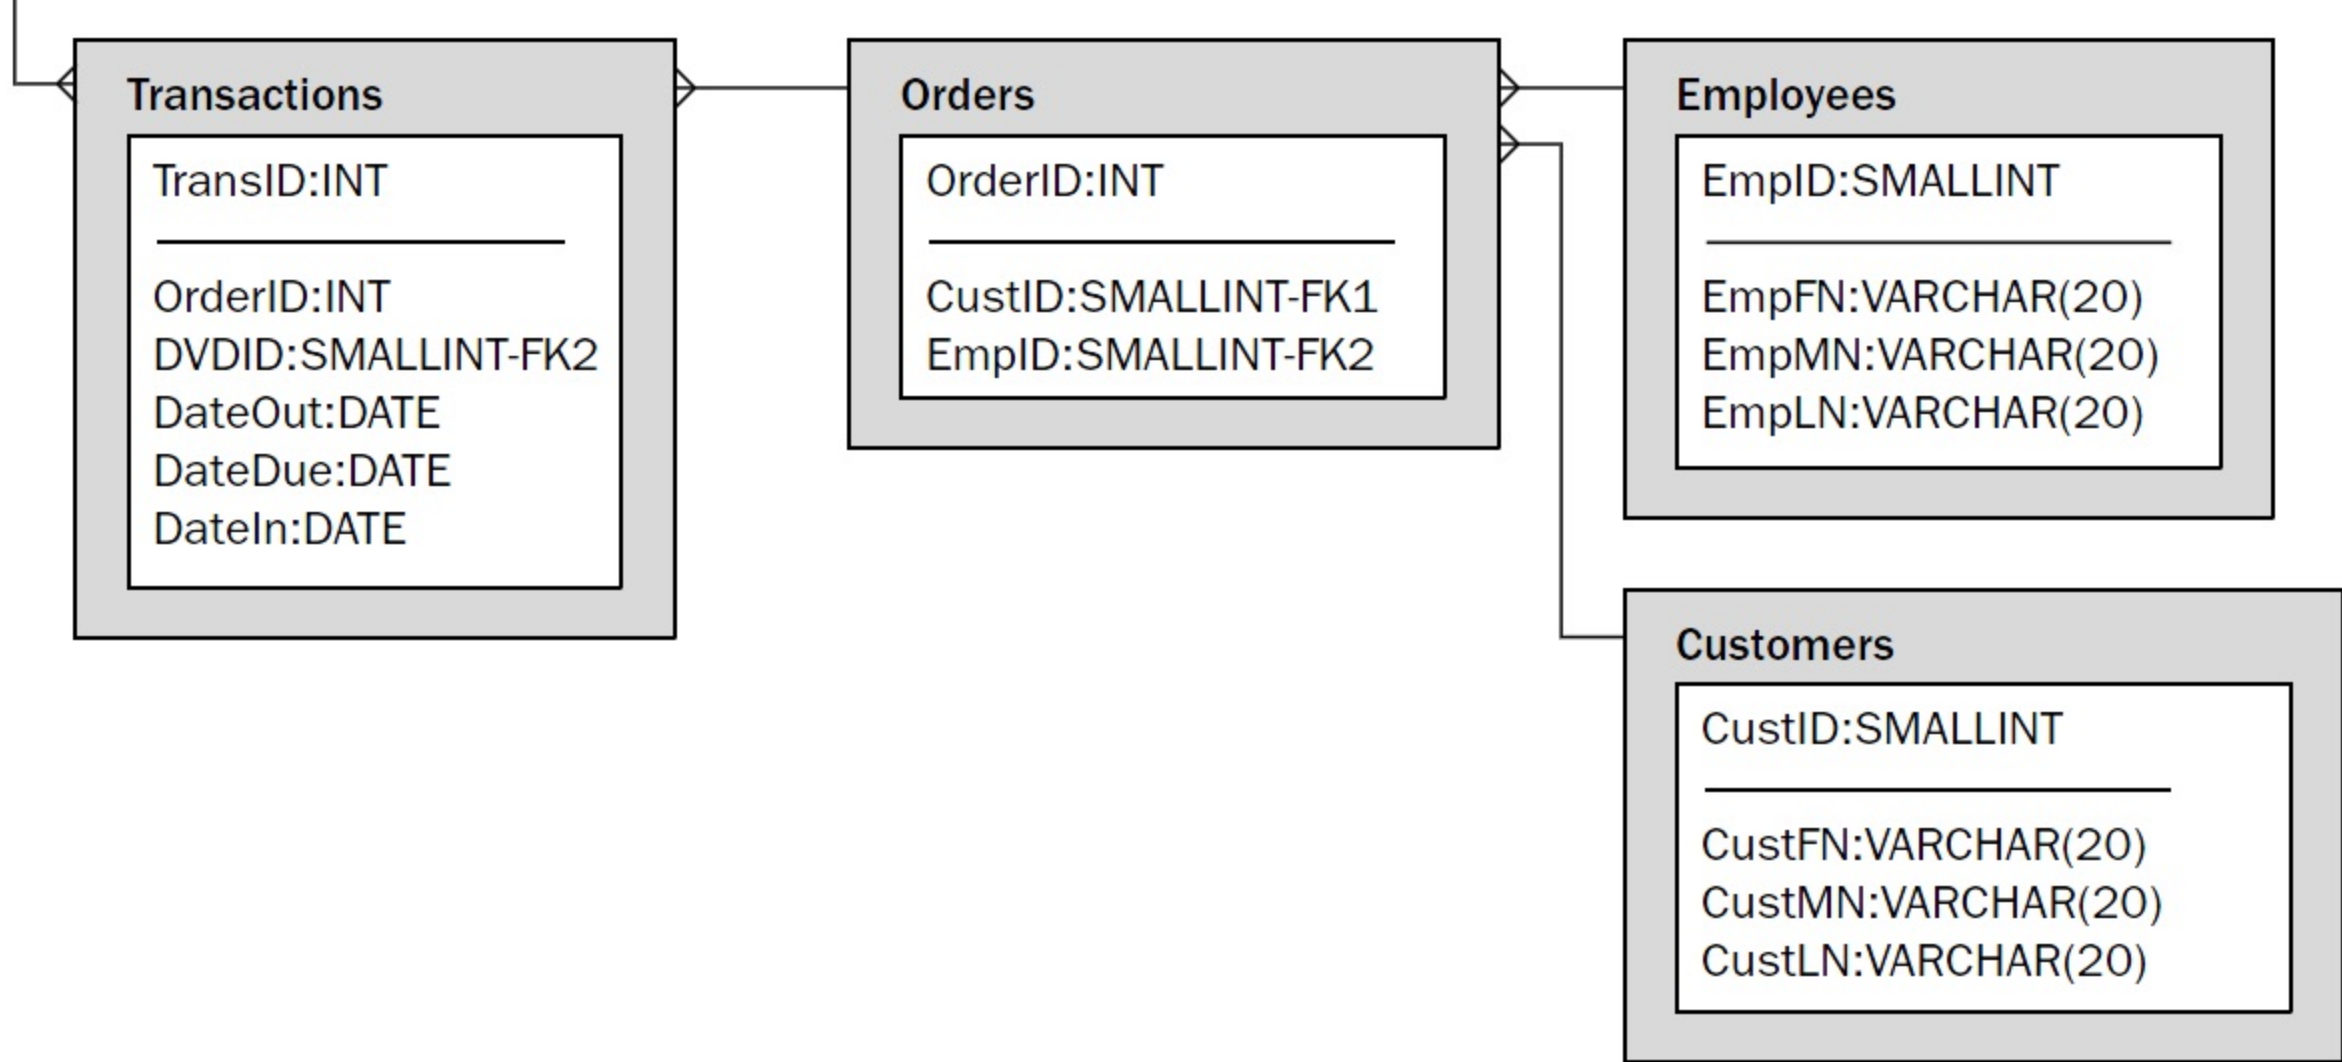 Transactions
TransID:INT
OrderID:INT
DVDID:SMALLINT-FK2
DateOut:DATE
DateDue:DATE
DateIn:DATE
Orders
OrderID:INT
CustID:SMALLINT-FK1
EmpID:SMALLINT-FK2
Employees
EmpID:SMALLINT
EmpFN:VARCHAR(20)
EmpMN:VARCHAR(20)
EmpLN:VARCHAR(20)
Customers
CustID:SMALLINT
CustFN:VARCHAR(20)
CustMN:VARCHAR(20)
CustLN:VARCHAR(20)